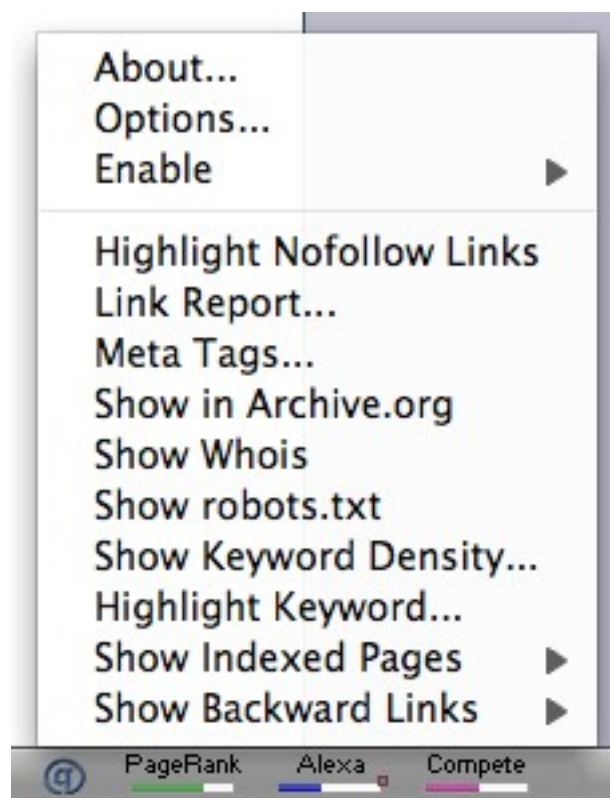 About...
Options...
Enable
Highlight Nofollow Links
Link Report...
Meta Tags...
Show in Archive.org
Show Whois
Show robots.txt
Show Keyword Density...
Highlight Keyword...
Show Indexed Pages
Show Backward Links
PageRank Alexa Compete